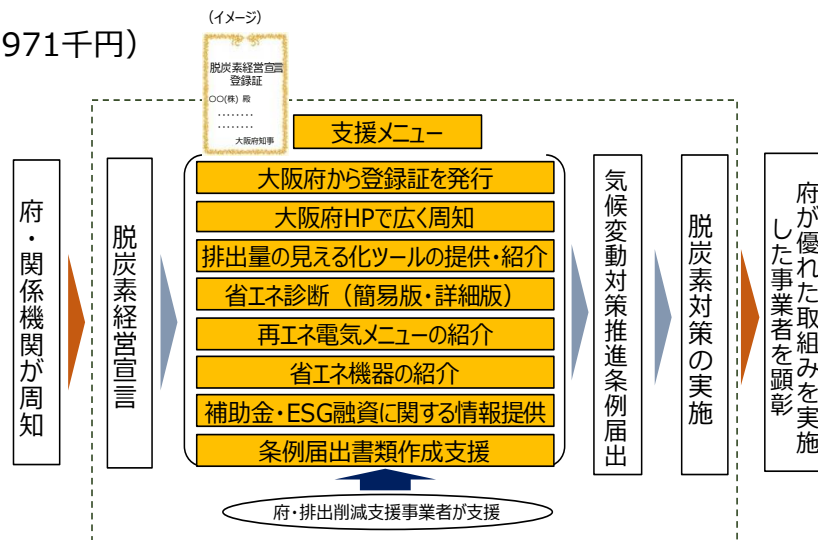 971千円）
（イメージ）
脱炭素経営宣言
登録証
〇〇(株) 殿
………
………
大阪府知事
府・関係機関が周知
脱炭素経営宣言
支援メニュー
大阪府から登録証を発行
大阪府HPで広く周知
排出量の見える化ツールの提供・紹介
省エネ診断（簡易版・詳細版）
再エネ電気メニューの紹介
省エネ機器の紹介
補助金・ESG融資に関する情報提供
条例届出書類作成支援
府・排出削減支援事業者が支援
気候変動対策推進条例届出
脱炭素対策の実施
府が優れた取組みを実施
した事業者を顕彰